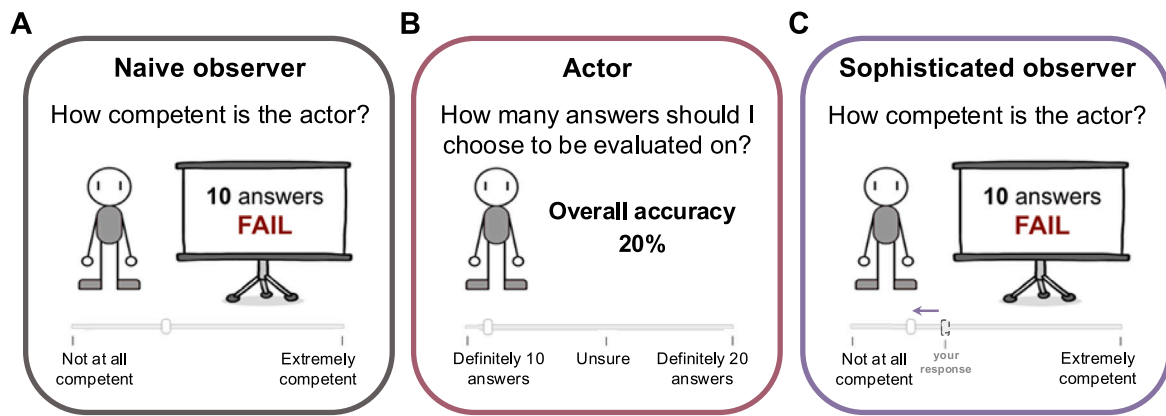 A
Naive observer
How competent is the actor?
10 answers
FAIL
Not at all
competent
Extremely
competent
B
Actor
How many answers should I
choose to be evaluated on?
Overall accuracy
20%
Definitely 10
answers
Unsure
Definitely 20
answers
C
Sophisticated observer
How competent is the actor?
10 answers
FAIL
Not at all
competent
your
response
Extremely
competent